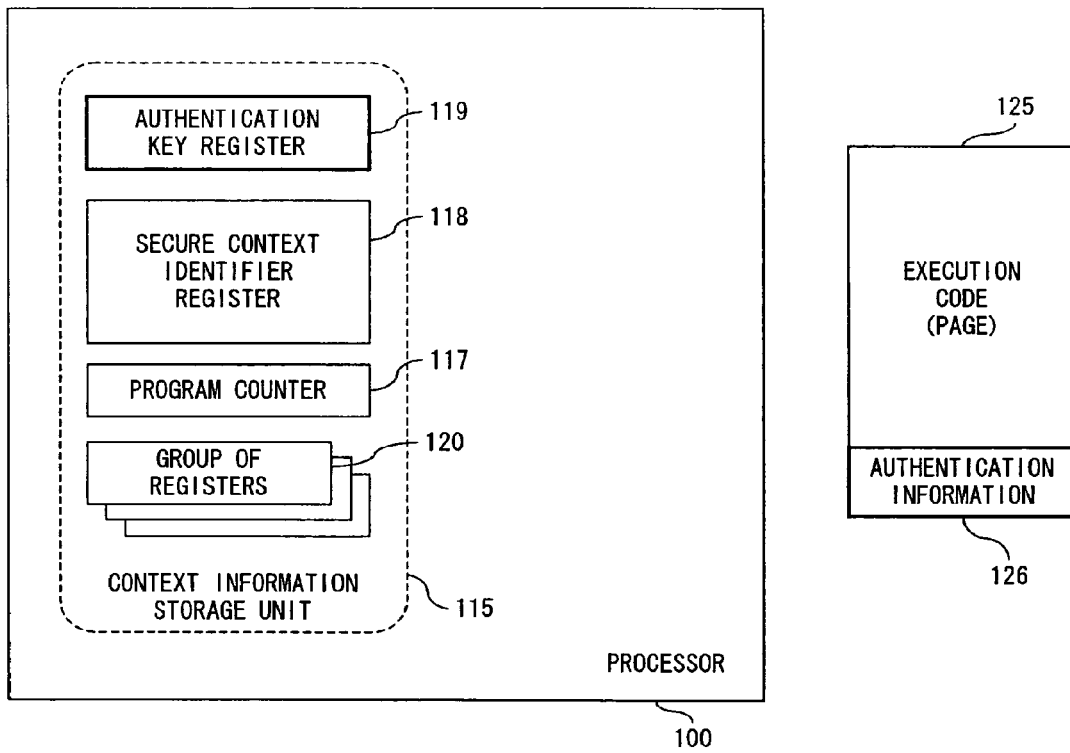 AUTHENTICATION
KEY REGISTER
119
SECURE CONTEXT
IDENTIFIER
REGISTER
118
PROGRAM COUNTER
117
GROUP OF
REGISTERS
120
CONTEXT INFORMATION
STORAGE UNIT
115
PROCESSOR
100
125
EXECUTION
CODE
(PAGE)
AUTHENTICATION
INFORMATION
126